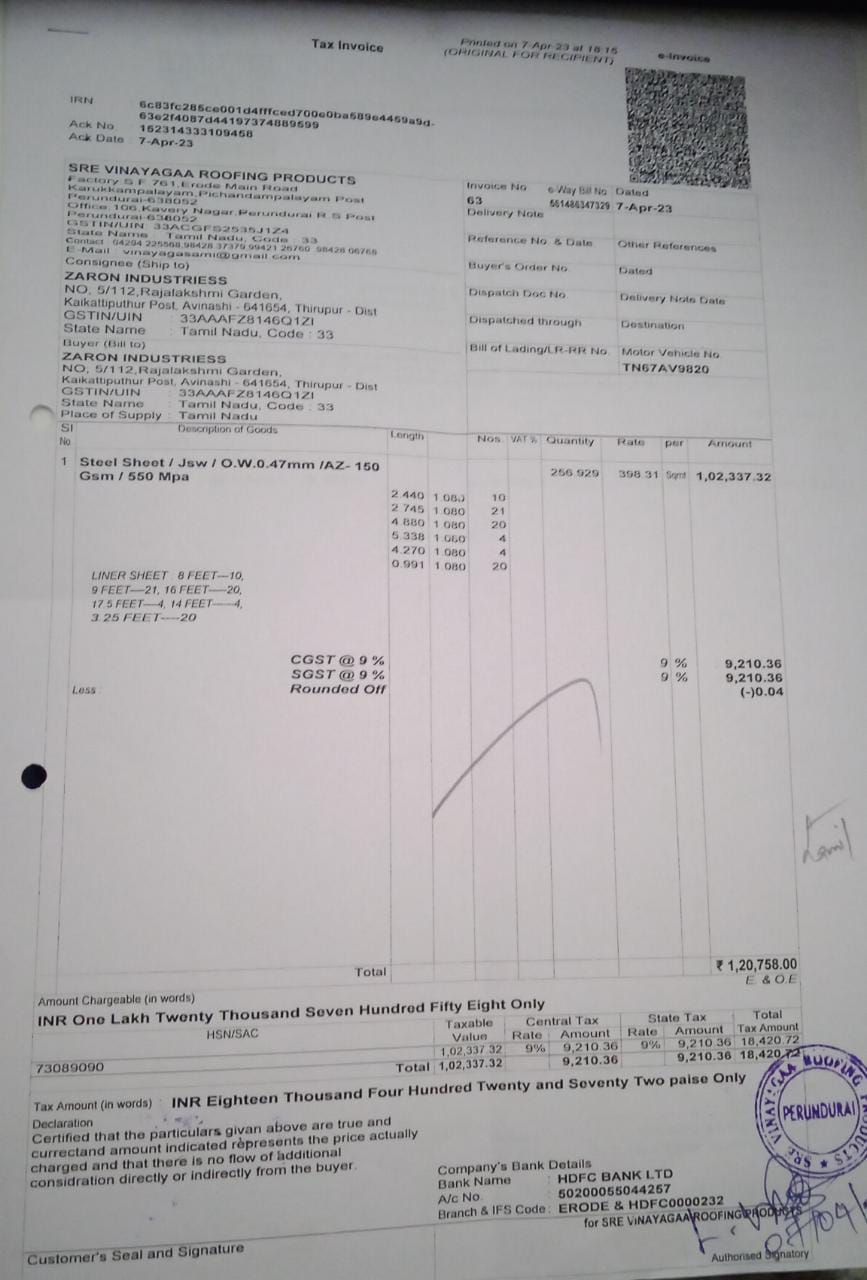 Tax Invoice
Printed on 7-Apr-23 at 16:15
(ORIGINAL FOR RECIPIENT)
e-Invoice
IRN
6c83fc285ce001d4fffced700e0ba589e4459a9d-
63e2f4087d44197374889599
Ack No 152314333109458
Ack Date 7-Apr-23
SRE VINAYAGAA ROOFING PRODUCTS
Factory S.F 761,Erode Main Road
Karukkampalayam,Pichandampalayam Post
Perundurai-638052
Office: 106,Kavery Nagar,Perundurai R.S Post
Perundurai-638052
GSTIN/UIN: 33ACGFS2535J1Z4
State Name : Tamil Nadu, Code : 33
Contact : 04294 225568,98428 37379,99421 26760 98426 06766
E-Mail : vinayagasami@gmail.com
Invoice No. e-Way Bill No. Dated
63 561486347329 7-Apr-23
Delivery Note
Reference No. & Date. Other References
Buyer's Order No. Dated
Dispatch Doc No. Delivery Note Date
Dispatched through Destination
Bill of Lading/LR-RR No. Motor Vehicle No.
TN67AV9820
Consignee (Ship to)
ZARON INDUSTRIESS
NO, 5/112,Rajalakshmi Garden,
Kaikattiputhur Post, Avinashi - 641654, Thirupur - Dist
GSTIN/UIN : 33AAAFZ8146Q1ZI
State Name : Tamil Nadu, Code : 33
Buyer (Bill to)
ZARON INDUSTRIESS
NO, 5/112,Rajalakshmi Garden,
Kaikattiputhur Post, Avinashi - 641654, Thirupur - Dist
GSTIN/UIN : 33AAAFZ8146Q1ZI
State Name : Tamil Nadu, Code : 33
Place of Supply : Tamil Nadu
Sl No Description of Goods Length Nos. VAT % Quantity Rate per Amount
1 Steel Sheet / Jsw / O.W.0.47mm /AZ- 150 256.929 398.31 Sqmt 1,02,337.32
Gsm / 550 Mpa
2.440 1.080 10
2.745 1.080 21
4.880 1.080 20
5.338 1.080 4
4.270 1.080 4
0.991 1.080 20
LINER SHEET : 8 FEET---10,
9 FEET---21, 16 FEET----20,
17.5 FEET---4, 14 FEET----4,
3.25 FEET----20
CGST @ 9 % 9 % 9,210.36
SGST @ 9 % 9 % 9,210.36
Less : Rounded Off (-)0.04
Total ₹ 1,20,758.00
E. & O.E
Amount Chargeable (in words)
INR One Lakh Twenty Thousand Seven Hundred Fifty Eight Only
HSN/SAC Taxable Value Central Tax Rate Amount State Tax Rate Amount Total Tax Amount
73089090 1,02,337.32 9% 9,210.36 9% 9,210.36 18,420.72
Total 1,02,337.32 9,210.36 9,210.36 18,420.72
Tax Amount (in words) : INR Eighteen Thousand Four Hundred Twenty and Seventy Two paise Only
Declaration
Certified that the particulars givan above are true and
currectand amount indicated represents the price actually
charged and that there is no flow of additional
considration directly or indirectly from the buyer.
Company's Bank Details
Bank Name : HDFC BANK LTD
A/c No. : 50200055044257
Branch & IFS Code : ERODE & HDFC0000232
for SRE VINAYAGAA ROOFING PRODUCTS
SRE VINAYAGAA ROOFING PRODUCTS
PERUNDURAI
Customer's Seal and Signature
Authorised Signatory